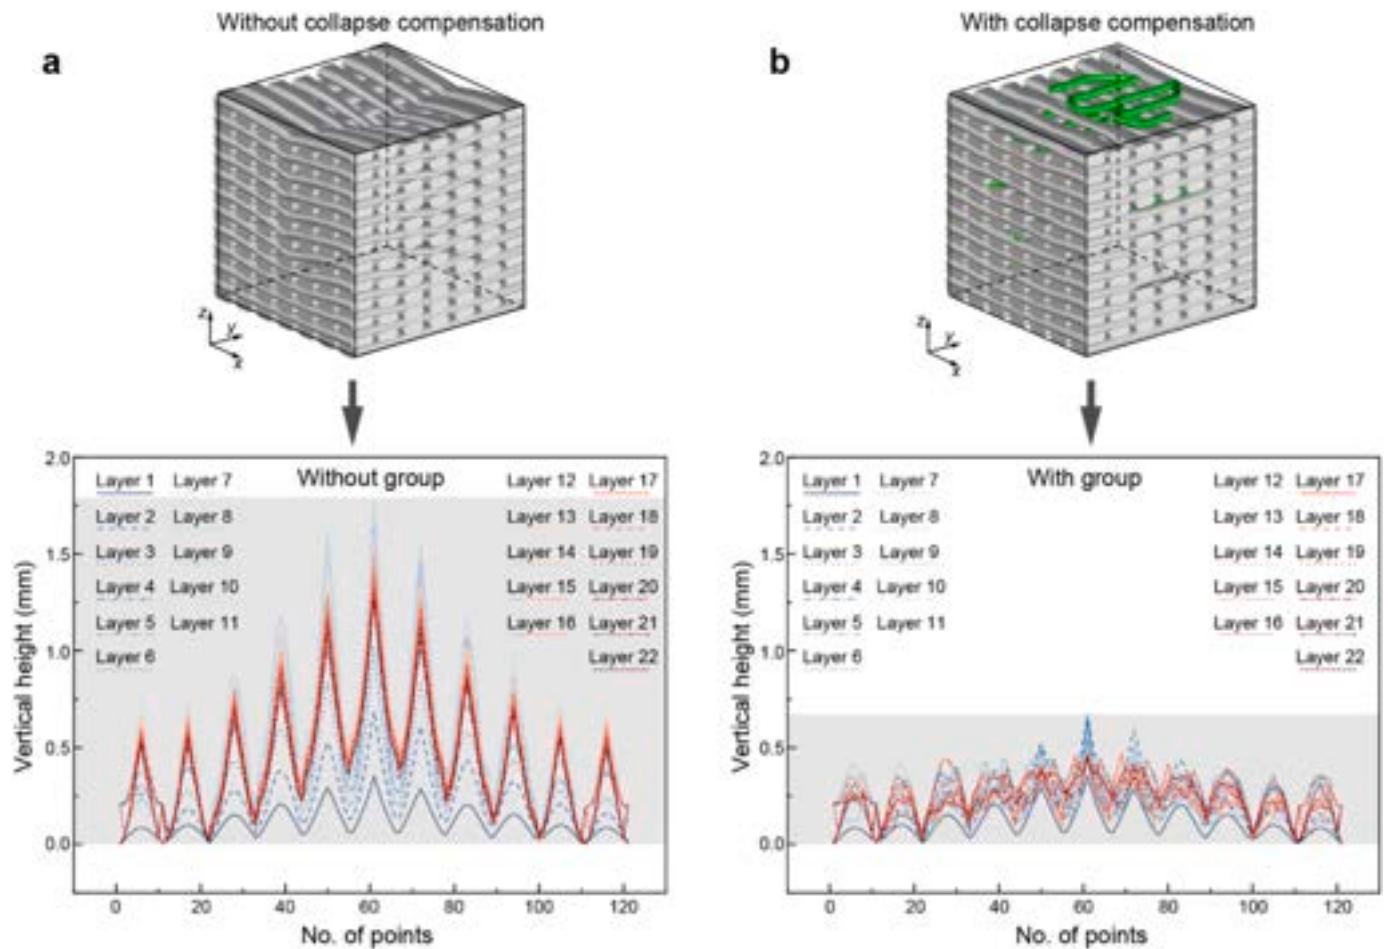 Without collapse compensation
With collapse compensation
a
b
z
y
x
z
y
x
Without group
Layer 1
Layer 7
Layer 12
Layer 17
Layer 2
Layer 8
Layer 13
Layer 18
Layer 3
Layer 9
Layer 14
Layer 19
Layer 4
Layer 10
Layer 15
Layer 20
Layer 5
Layer 11
Layer 16
Layer 21
Layer 6
Layer 22
2.0
1.5
1.0
0.5
0.0
Vertical height (mm)
0 20 40 60 80 100 120
No. of points
With group
Layer 1
Layer 7
Layer 12
Layer 17
Layer 2
Layer 8
Layer 13
Layer 18
Layer 3
Layer 9
Layer 14
Layer 19
Layer 4
Layer 10
Layer 15
Layer 20
Layer 5
Layer 11
Layer 16
Layer 21
Layer 6
Layer 22
2.0
1.5
1.0
0.5
0.0
Vertical height (mm)
0 20 40 60 80 100 120
No. of points